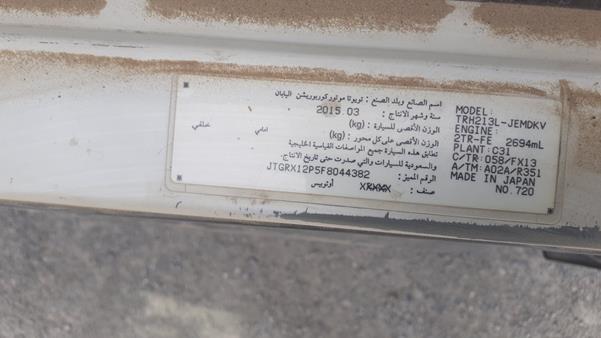 اسم الصانع وبلد الصنع : تويوتا موتور كوربوريشن اليابان
سنة وشهر الانتاج : 2015.03
الوزن الأقصى للسيارة : (kg)
الوزن الأقصى على كل محور : (kg) امامي خلفي
تطابق هذه السيارة جميع المواصفات القياسية الخليجية
والسعودية للسيارات والتي صدرت حتى تاريخ الانتاج .
الرقم المميز : JTGRX12P5F8044382
صنف : أوتوبيس
MODEL:
TRH213L-JEMDKV
ENGINE:
2TR-FE 2694mL
PLANT: C31
C/TR: 058/FX13
A/TM: A02A/R351
MADE IN JAPAN
NO.720